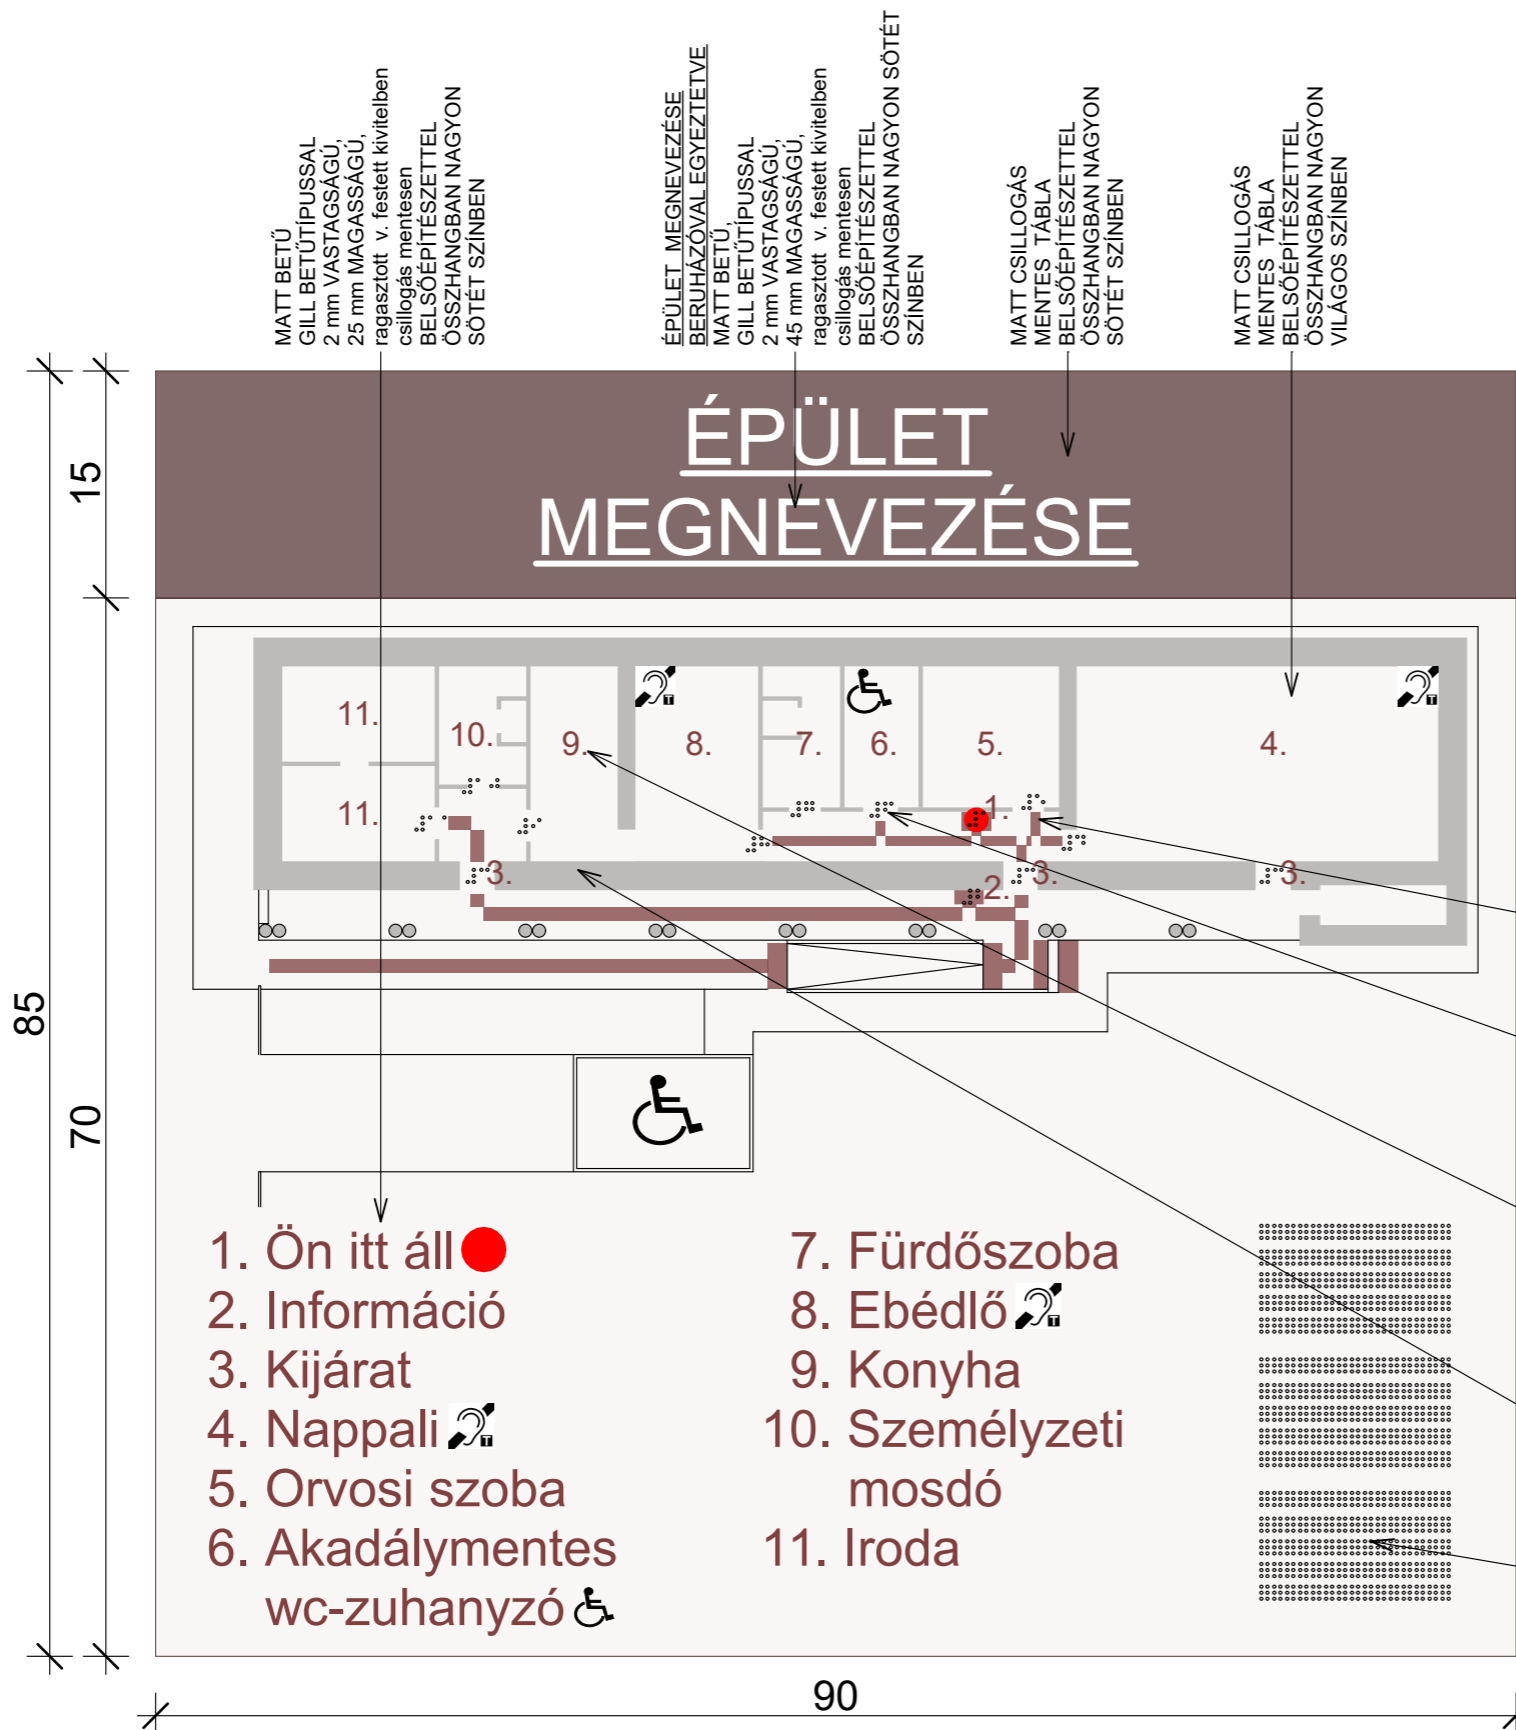 MATT BETŰ
GILL BETŰTÍPUSSAL
2 mm VASTAGSÁGÚ,
25 mm MAGASSÁGÚ,
ragasztott v. festett kivitelben
csillogás mentesen
BELSŐÉPÍTÉSZETTEL
ÖSSZHANGBAN NAGYON
SÖTÉT SZÍNBEN
ÉPÜLET MEGNEVEZÉSE
BERUHÁZÓVAL EGYEZTETVE
MATT BETŰ,
GILL BETŰTÍPUSSAL
2 mm VASTAGSÁGÚ,
45 mm MAGASSÁGÚ,
ragasztott v. festett kivitelben
csillogás mentesen
BELSŐÉPÍTÉSZETTEL
ÖSSZHANGBAN NAGYON SÖTÉT
SZÍNBEN
MATT CSILLOGÁS
MENTES TÁBLA
BELSŐÉPÍTÉSZETTEL
ÖSSZHANGBAN NAGYON
SÖTÉT SZÍNBEN
MATT CSILLOGÁS
MENTES TÁBLA
BELSŐÉPÍTÉSZETTEL
ÖSSZHANGBAN NAGYON
VILÁGOS SZÍNBEN
15
85
70
90
ÉPÜLET
MEGNEVEZÉSE
11.
10.
9.
8.
7.
6.
5.
4.
11.
1.
3.
2.
3.
3.
T
T
1. Ön itt áll
2. Információ
3. Kijárat
4. Nappali T
5. Orvosi szoba
6. Akadálymentes
wc-zuhanyzó
7. Fürdőszoba
8. Ebédlő T
9. Konyha
10. Személyzeti
mosdó
11. Iroda